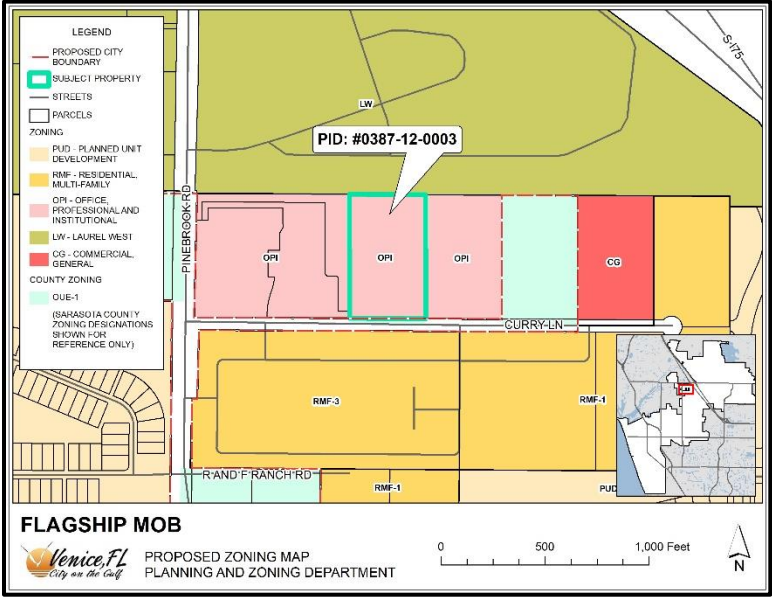 LEGEND
PROPOSED CITY
BOUNDARY
SUBJECT PROPERTY
STREETS
PARCELS
ZONING
PUD - PLANNED UNIT
DEVELOPMENT
RMF - RESIDENTIAL,
MULTI-FAMILY
OPI - OFFICE,
PROFESSIONAL AND
INSTITUTIONAL
LW - LAUREL WEST
CG - COMMERCIAL,
GENERAL
COUNTY ZONING
OUE-1
(SARASOTA COUNTY
ZONING DESIGNATIONS
SHOWN FOR
REFERENCE ONLY)
S-I75
LW
PID: #0387-12-0003
PINEBROOK RD
OPI
OPI
OPI
CG
CURRY LN
RMF-3
RMF-1
R AND F RANCH RD
RMF-1
PUD
FLAGSHIP MOB
Venice, FL
City on the Gulf
PROPOSED ZONING MAP
PLANNING AND ZONING DEPARTMENT
0 500 1,000 Feet
N